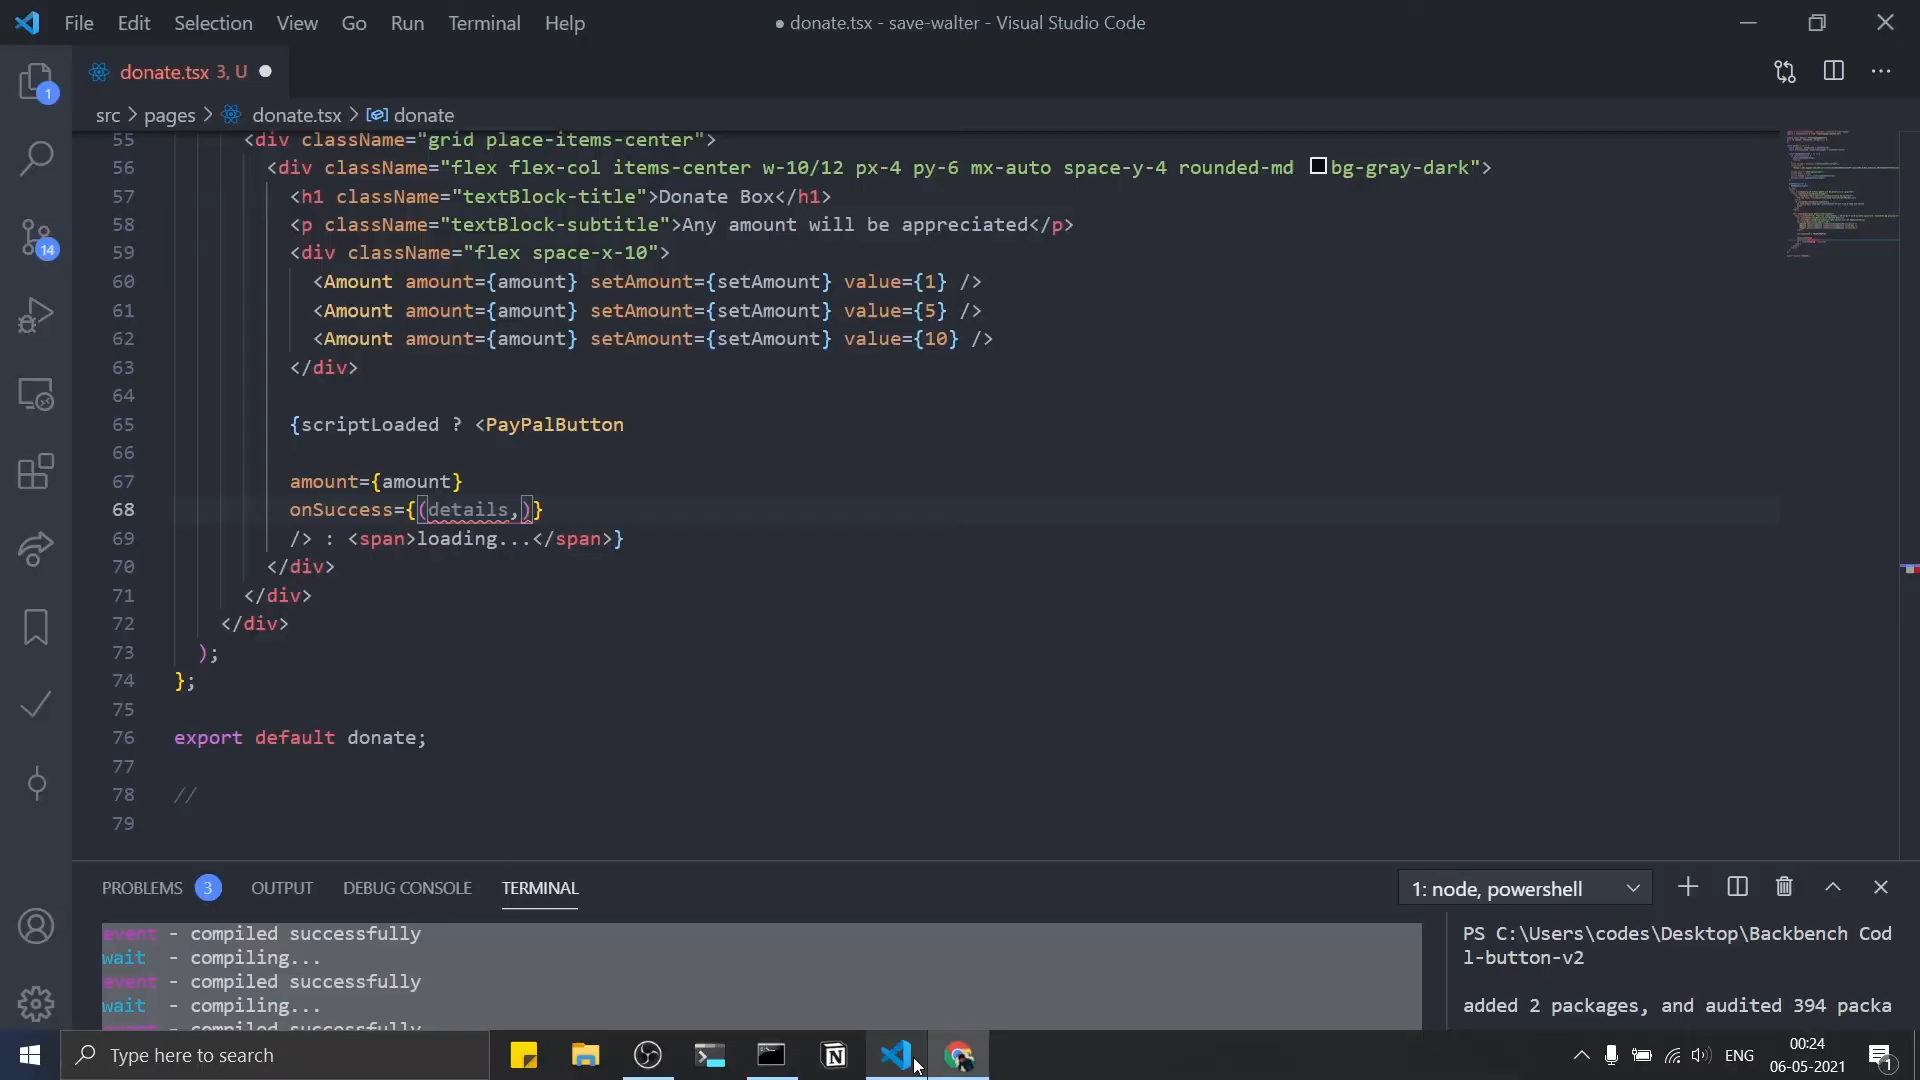 File Edit Selection View Go Run Terminal Help
● donate.tsx - save-walter - Visual Studio Code
donate.tsx 3, U
1
src > pages > donate.tsx > donate
55 <div className="grid place-items-center">
56 <div className="flex flex-col items-center w-10/12 px-4 py-6 mx-auto space-y-4 rounded-md bg-gray-dark">
57 <h1 className="textBlock-title">Donate Box</h1>
58 <p className="textBlock-subtitle">Any amount will be appreciated</p>
59 <div className="flex space-x-10">
14
60 <Amount amount={amount} setAmount={setAmount} value={1} />
61 <Amount amount={amount} setAmount={setAmount} value={5} />
62 <Amount amount={amount} setAmount={setAmount} value={10} />
63 </div>
64
65 {scriptLoaded ? <PayPalButton
66
67 amount={amount}
68 onSuccess={(details,)}
69 /> : <span>loading...</span>}
70 </div>
71 </div>
72 </div>
73 );
74 };
75
76 export default donate;
77
78 //
79
PROBLEMS 3 OUTPUT DEBUG CONSOLE TERMINAL
1: node, powershell
event - compiled successfully
wait - compiling...
event - compiled successfully
wait - compiling...
event - compiled successfully
PS C:\Users\codes\Desktop\Backbench Cod
l-button-v2
added 2 packages, and audited 394 packa
Type here to search
ENG
00:24
06-05-2021
1